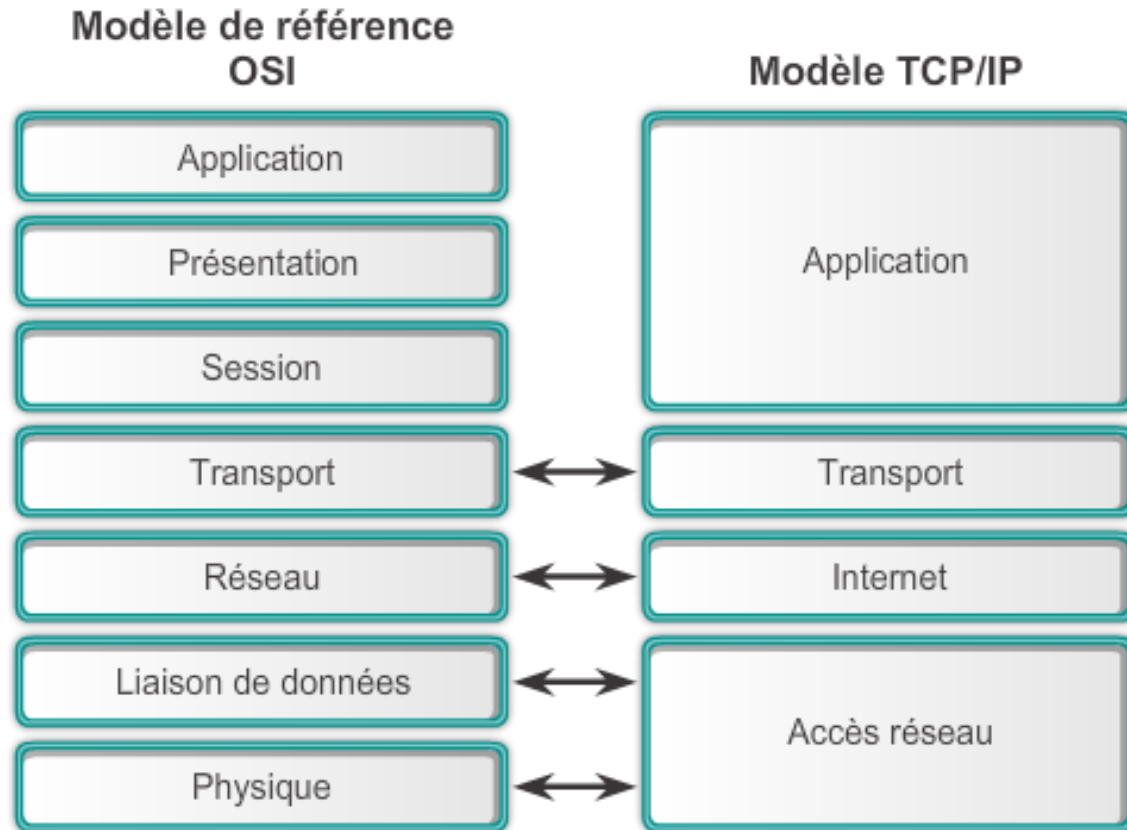 Modèle de référence
OSI
Application
Présentation
Session
Transport
Réseau
Liaison de données
Physique
Modèle TCP/IP
Application
Transport
Internet
Accès réseau